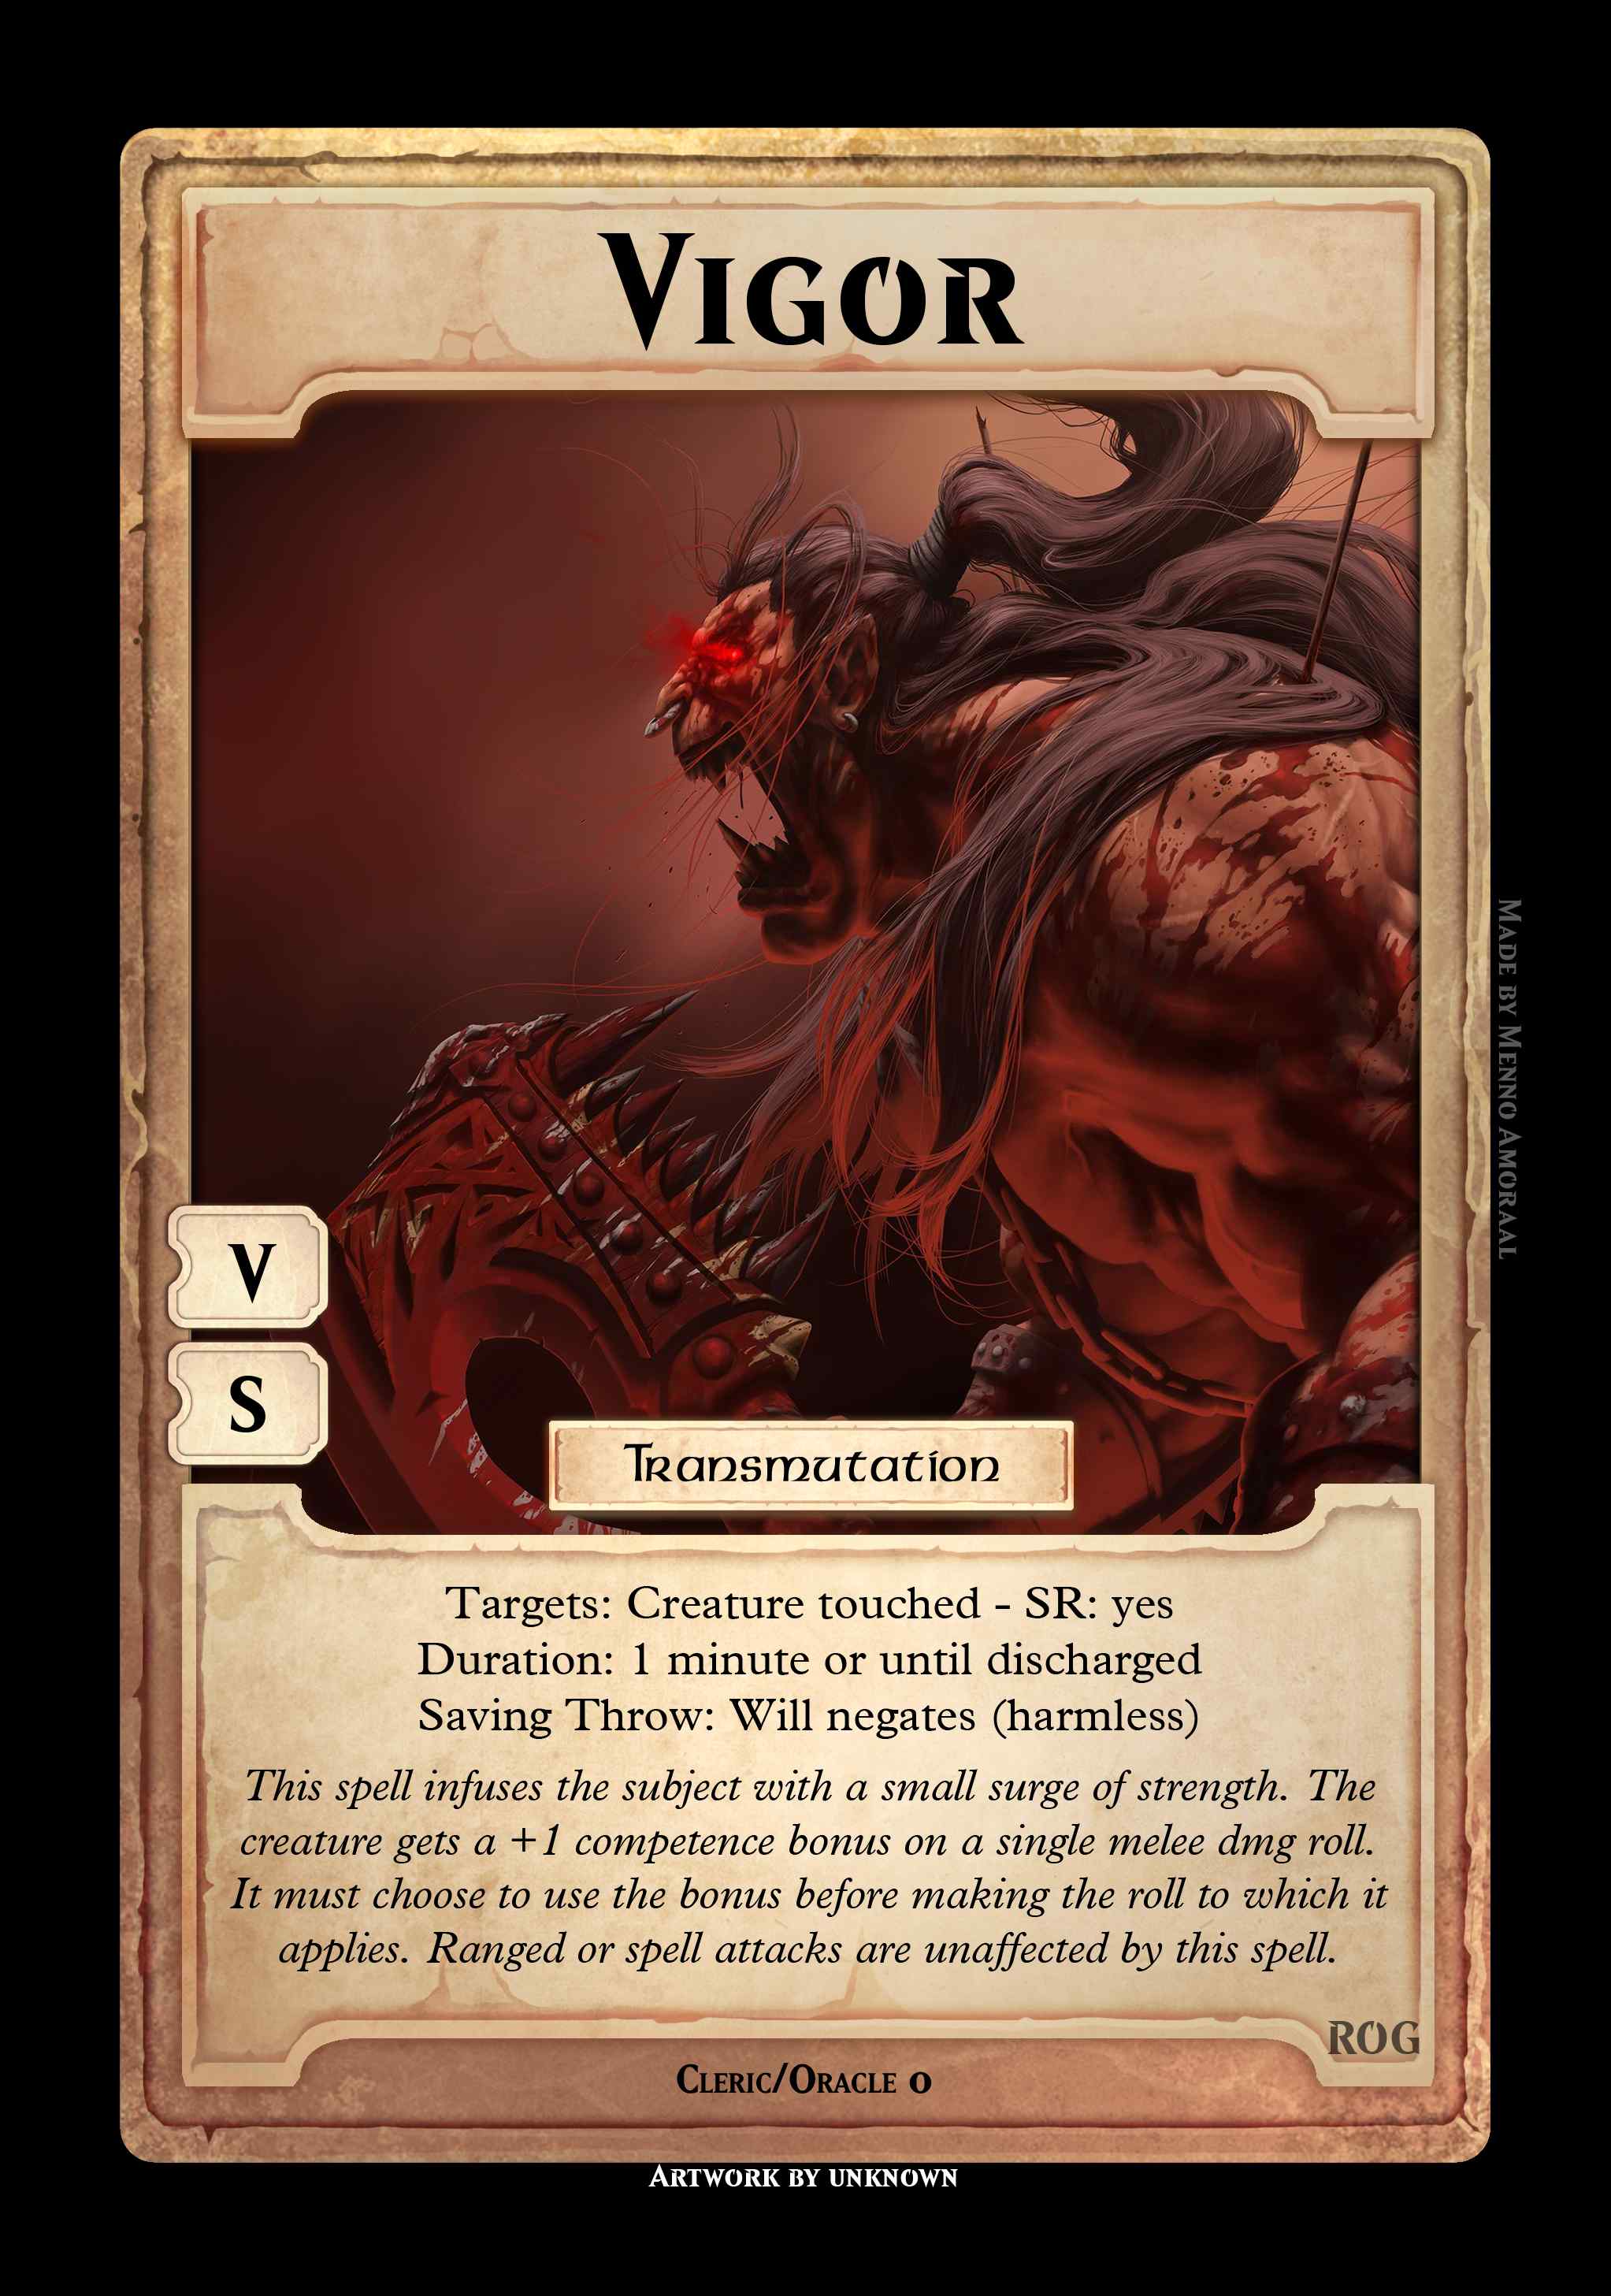 Vigor
V
S
Transmutation
Targets: Creature touched - SR: yes
Duration: 1 minute or until discharged
Saving Throw: Will negates (harmless)
This spell infuses the subject with a small surge of strength. The
creature gets a +1 competence bonus on a single melee dmg roll.
It must choose to use the bonus before making the roll to which it
applies. Ranged or spell attacks are unaffected by this spell.
ROG
Cleric/Oracle 0
Artwork by unknown
Made by Menno Amoraal